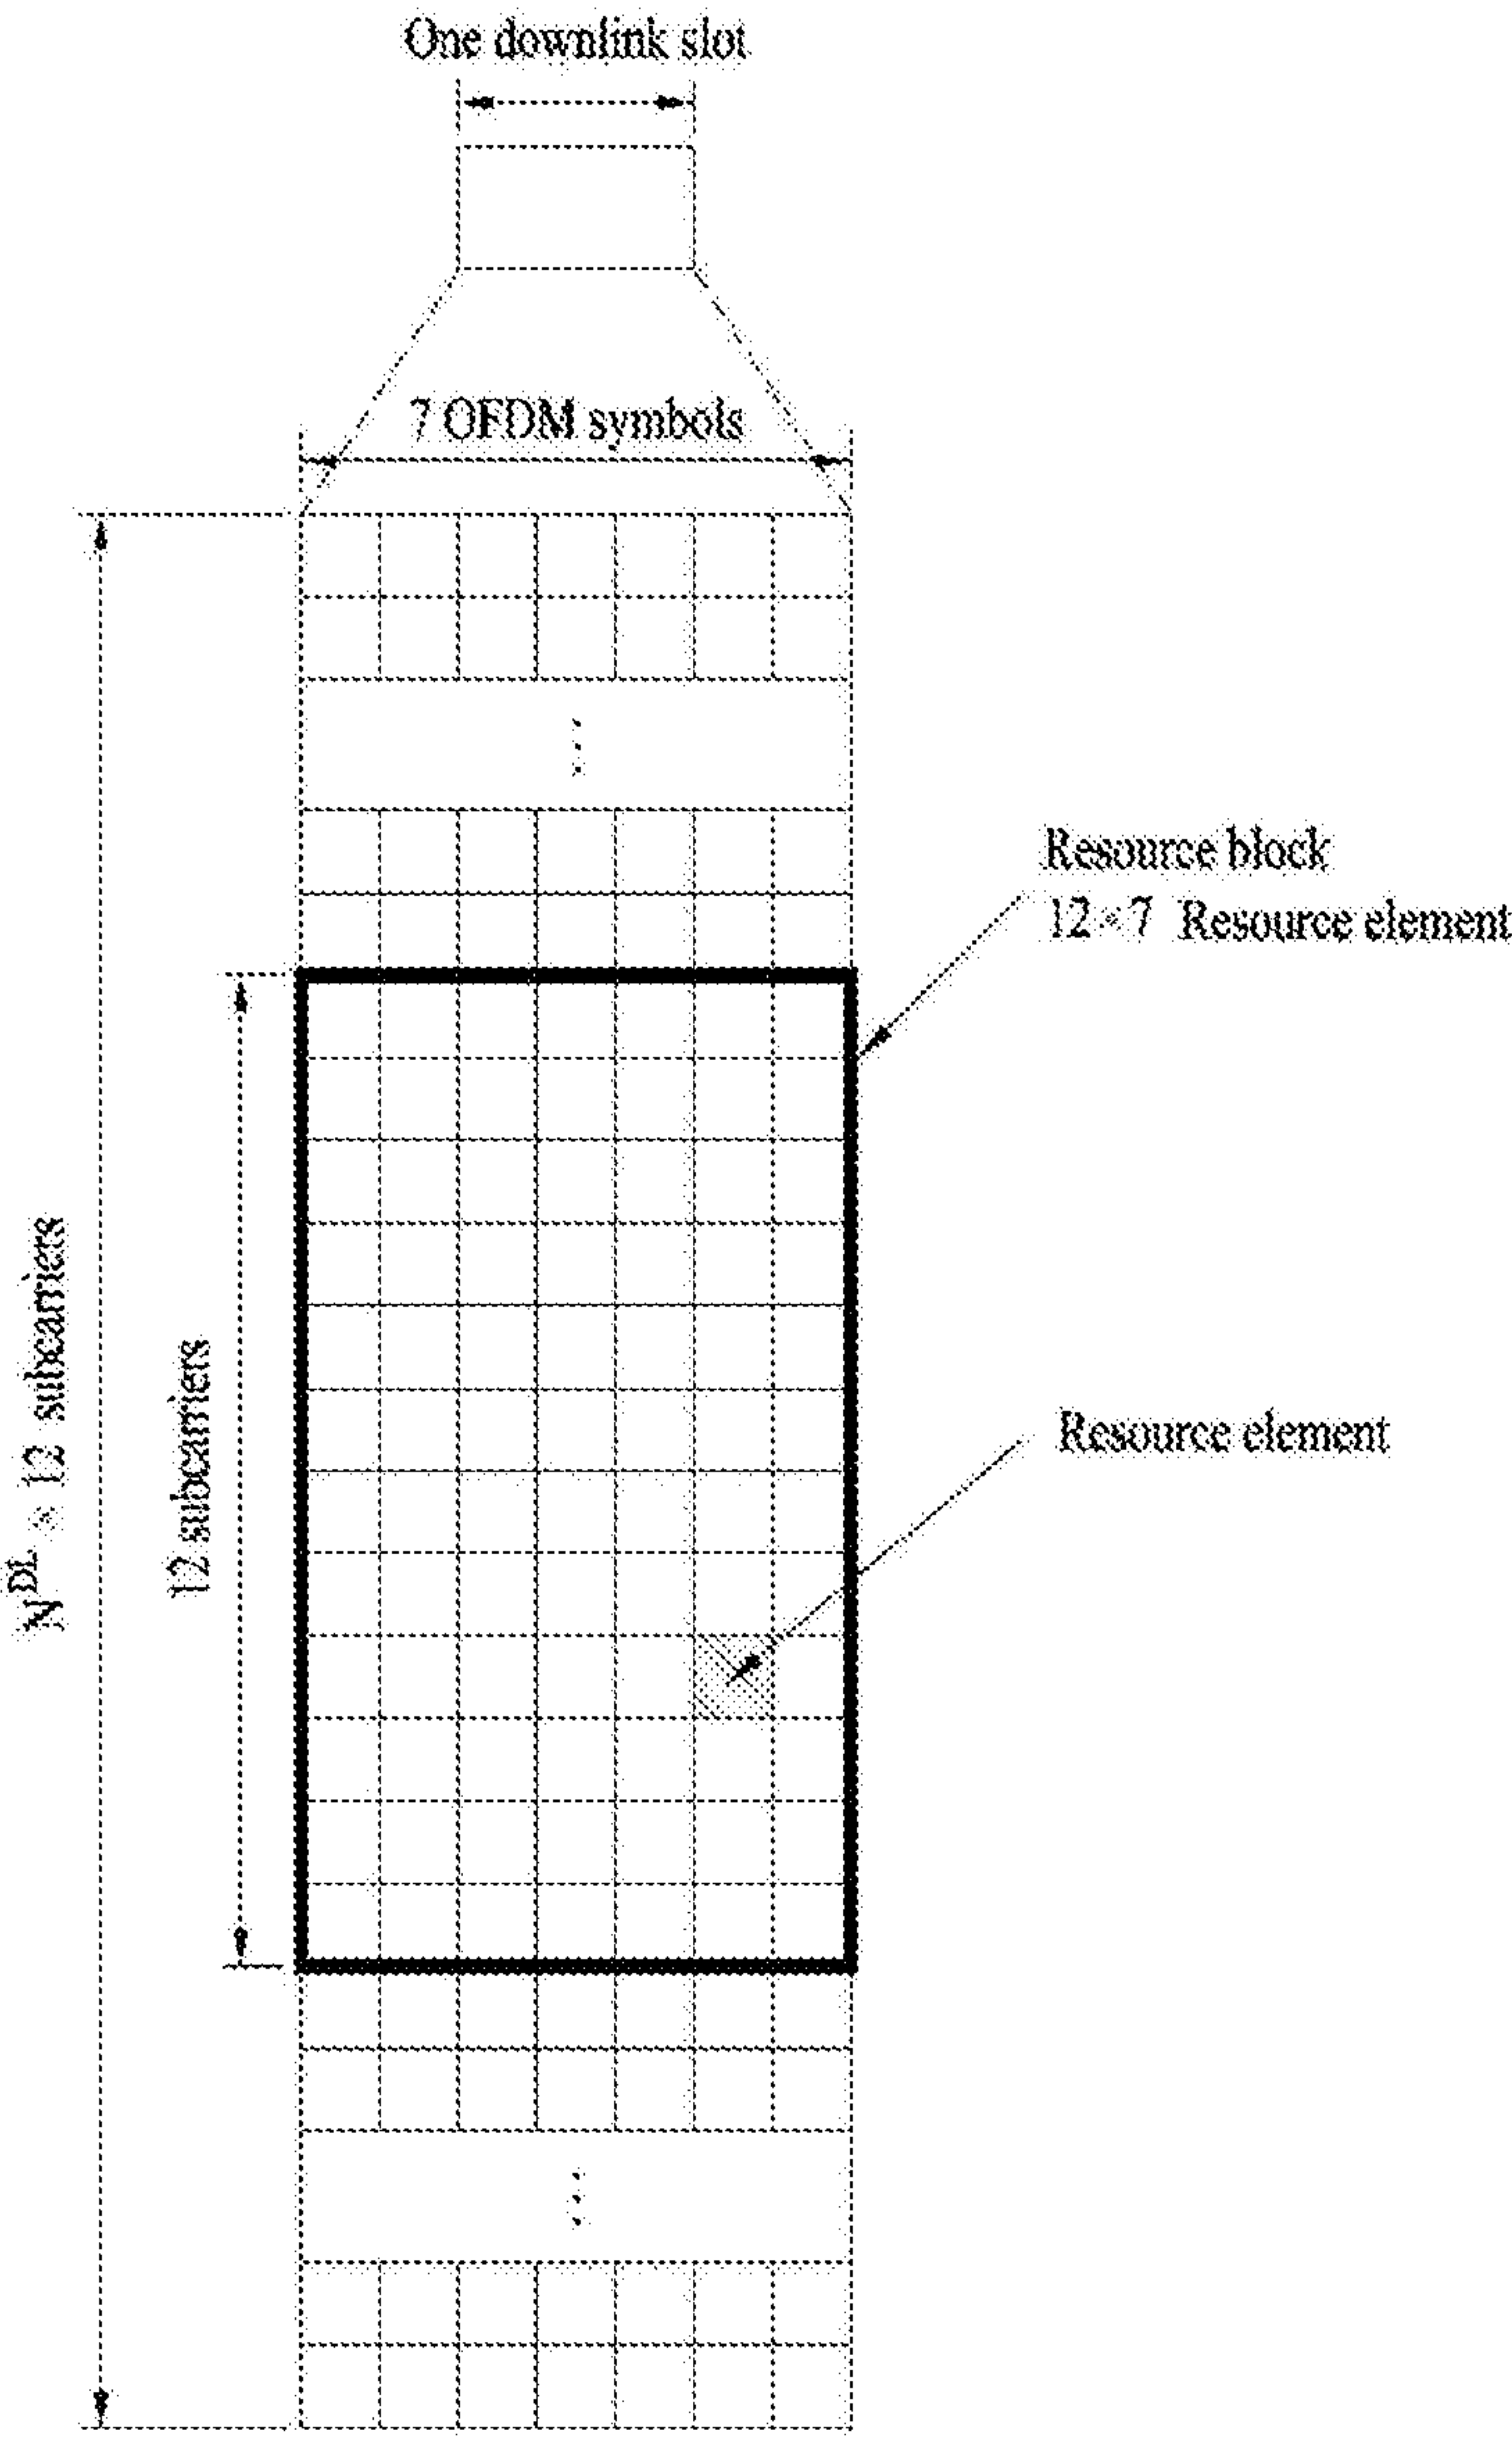 One downlink slot
7 OFDM symbols
Resource block
12 × 7 Resource element
Resource element
12 subcarriers
N^DL × 12 subcarriers